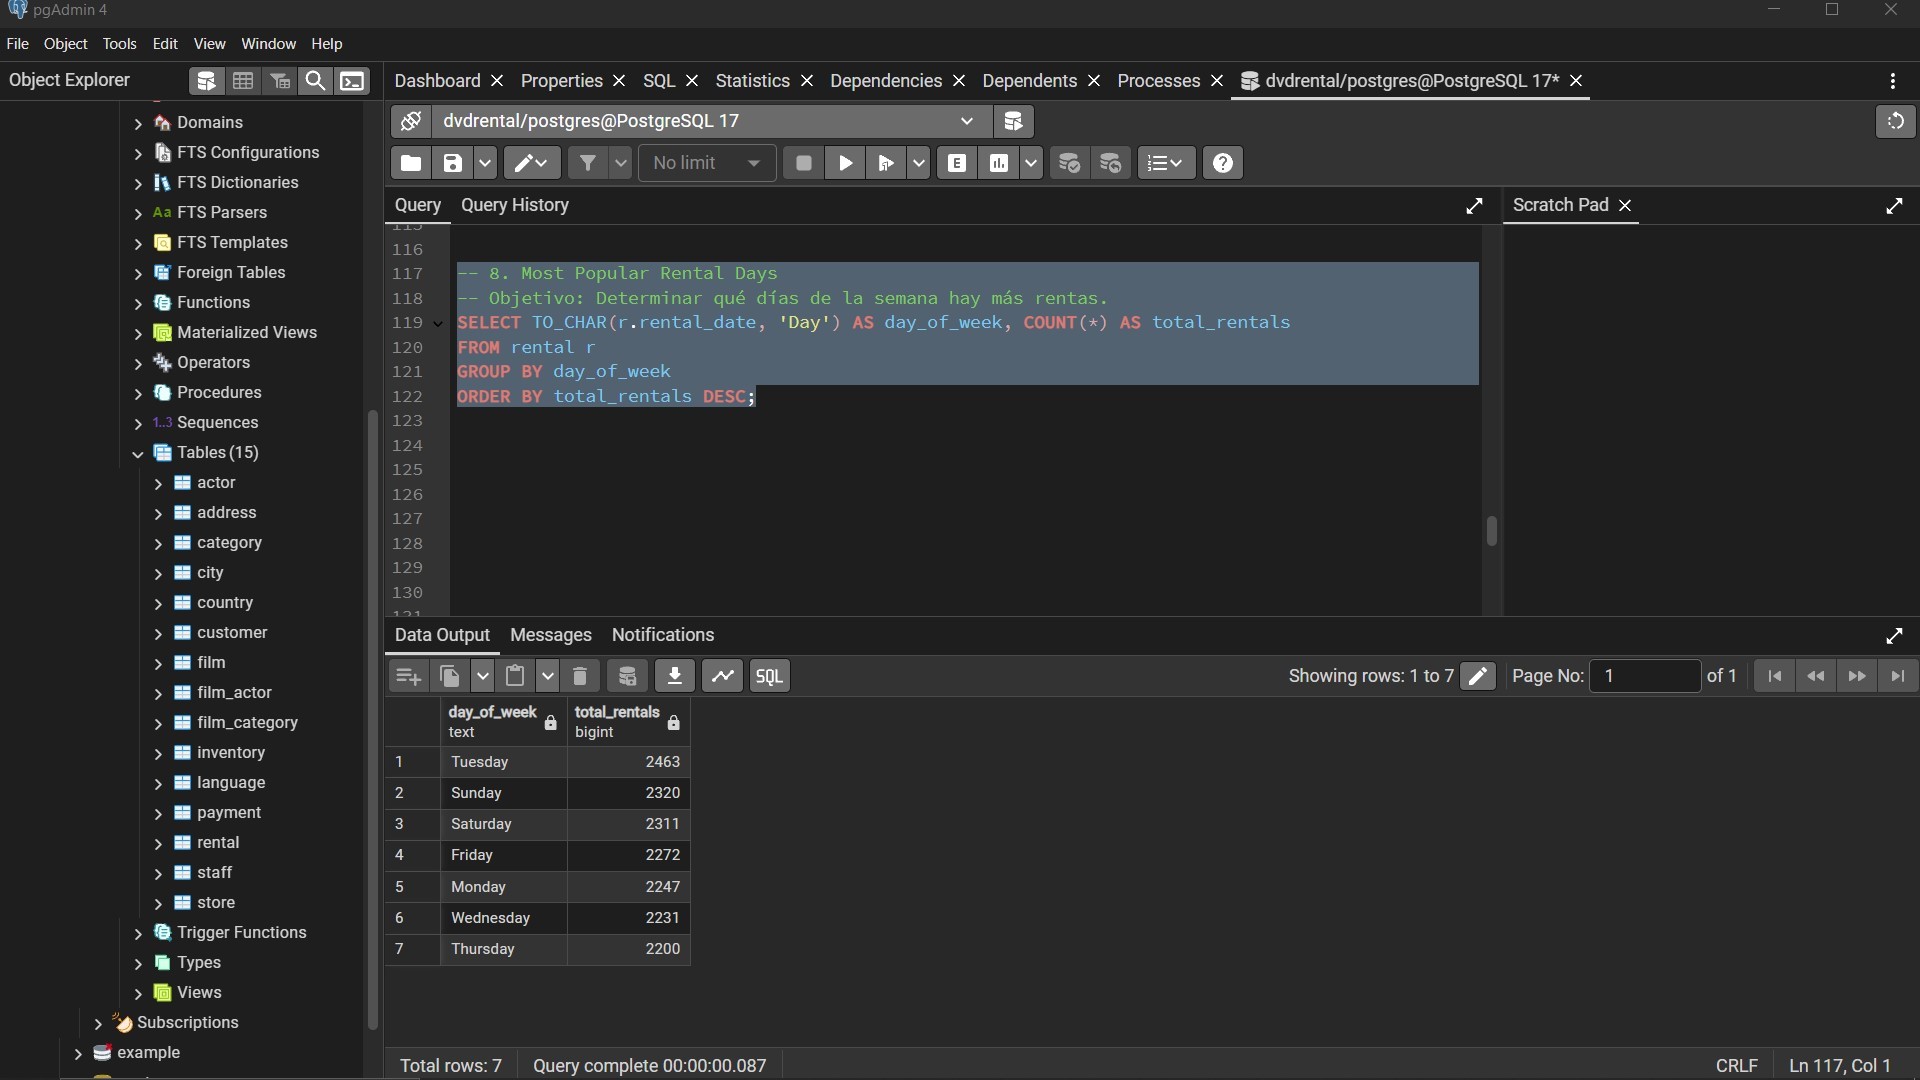 pgAdmin 4
File Object Tools Edit View Window Help
Object Explorer
Dashboard Properties SQL Statistics Dependencies Dependents Processes dvdrental/postgres@PostgreSQL 17*
Domains
FTS Configurations
FTS Dictionaries
Aa FTS Parsers
FTS Templates
Foreign Tables
Functions
Materialized Views
Operators
Procedures
1..3 Sequences
Tables (15)
actor
address
category
city
country
customer
film
film_actor
film_category
inventory
language
payment
rental
staff
store
Trigger Functions
Types
Views
Subscriptions
example
dvdrental/postgres@PostgreSQL 17
No limit
E
Query Query History
Scratch Pad
115
116
117 -- 8. Most Popular Rental Days
118 -- Objetivo: Determinar qué días de la semana hay más rentas.
119 SELECT TO_CHAR(r.rental_date, 'Day') AS day_of_week, COUNT(*) AS total_rentals
120 FROM rental r
121 GROUP BY day_of_week
122 ORDER BY total_rentals DESC;
123
124
125
126
127
128
129
130
131
Data Output Messages Notifications
SQL Showing rows: 1 to 7 Page No: 1 of 1
day_of_week total_rentals
text bigint
1 Tuesday 2463
2 Sunday 2320
3 Saturday 2311
4 Friday 2272
5 Monday 2247
6 Wednesday 2231
7 Thursday 2200
Total rows: 7 Query complete 00:00:00.087 CRLF Ln 117, Col 1